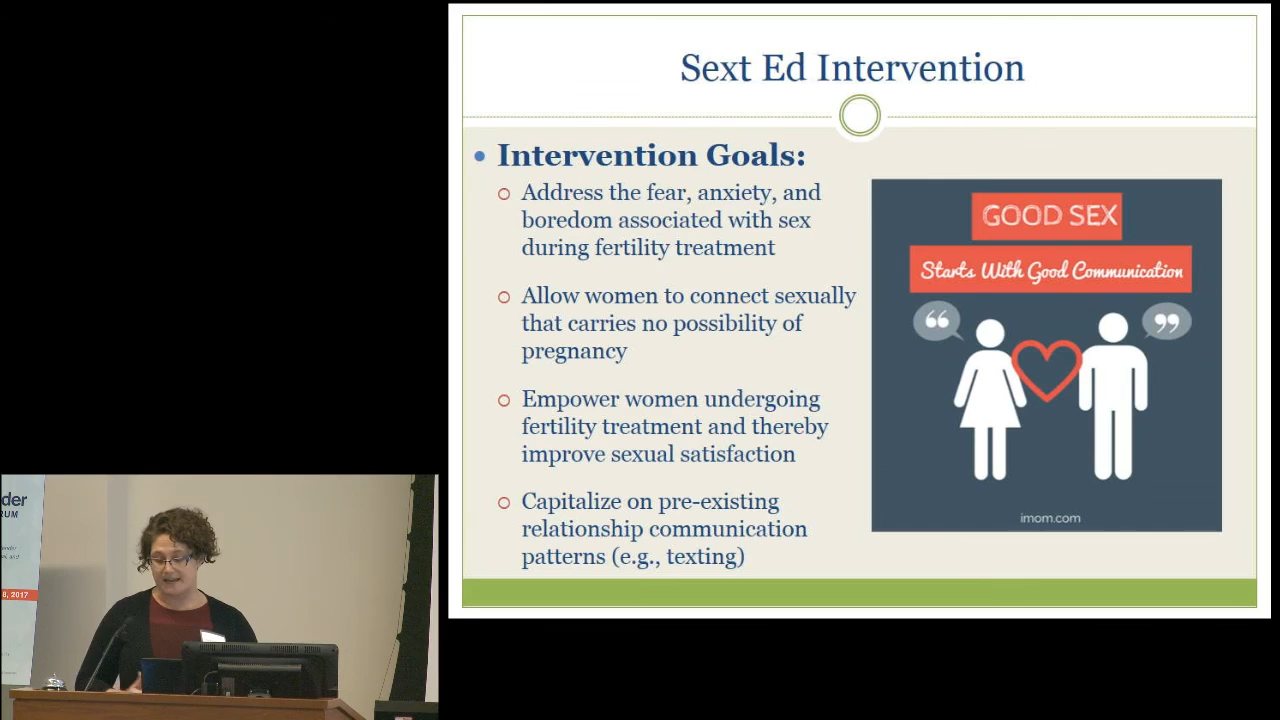 Sext Ed Intervention
Intervention Goals:
Address the fear, anxiety, and
boredom associated with sex
during fertility treatment
Allow women to connect sexually
that carries no possibility of
pregnancy
Empower women undergoing
fertility treatment and thereby
improve sexual satisfaction
Capitalize on pre-existing
relationship communication
patterns (e.g., texting)
GOOD SEX
Starts With Good Communication
imom.com
der
RUM
8, 2017